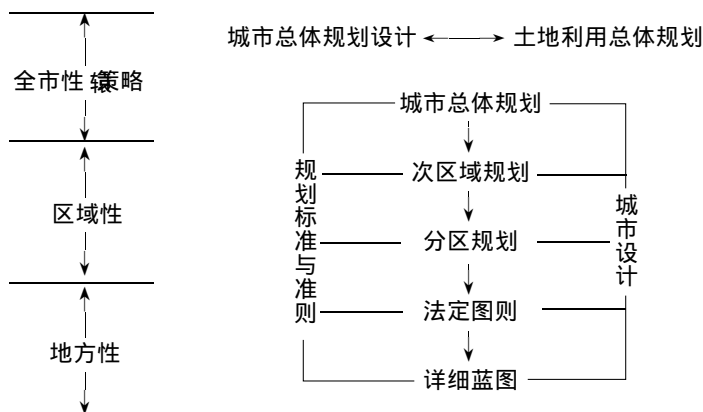 城市总体规划设计
土地利用总体规划
全市性
策略
城市总体规划
规划标准与准则
次区域规划
城市设计
区域性
分区规划
法定图则
地方性
详细蓝图